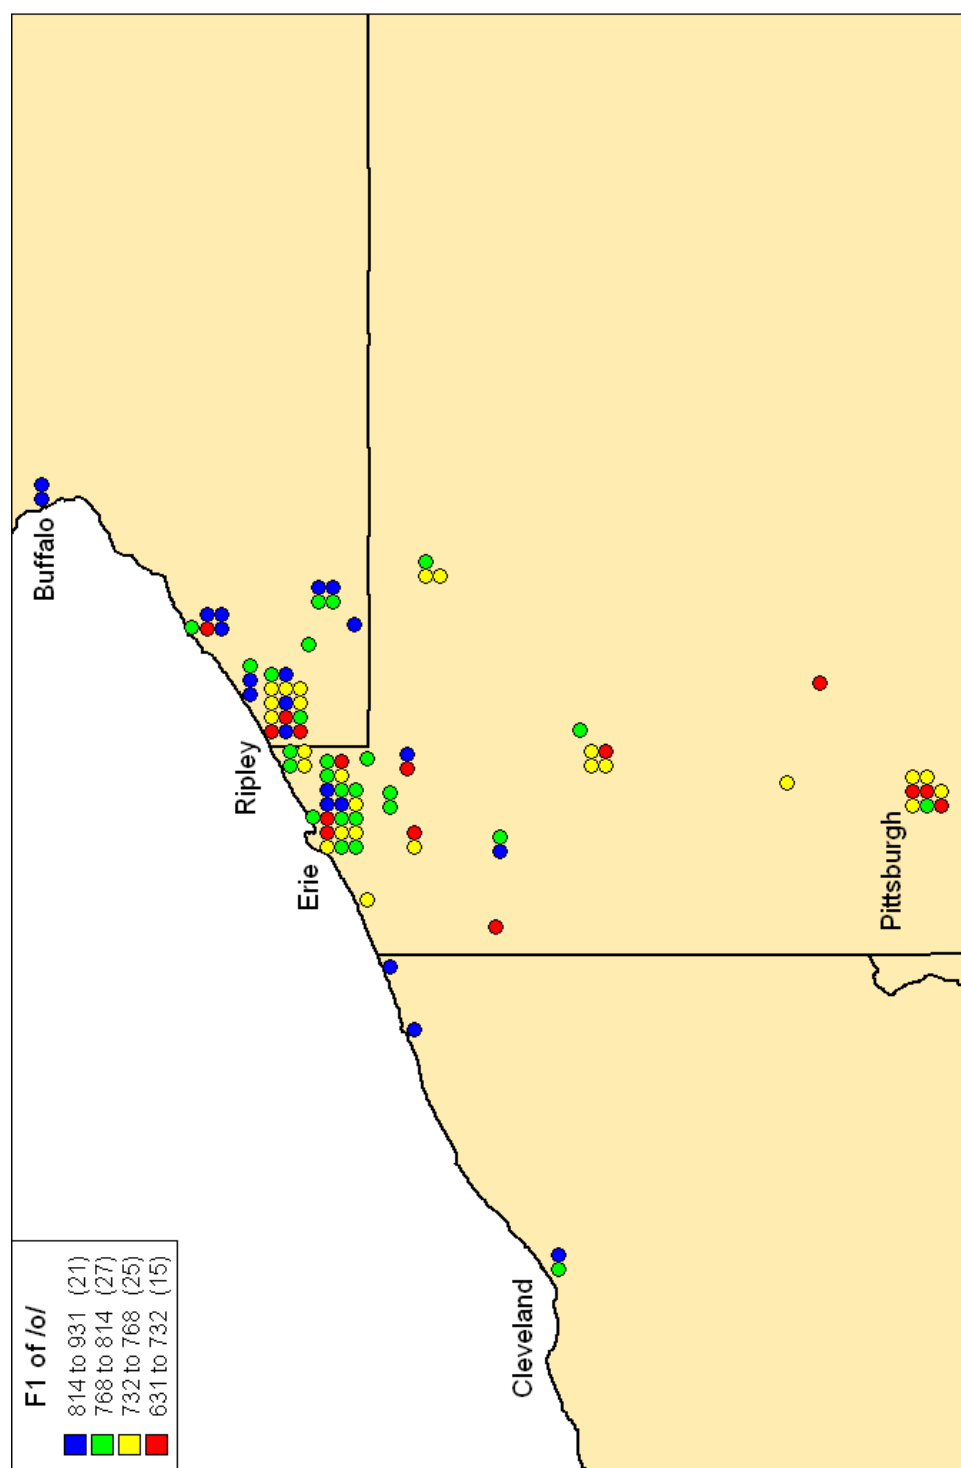 F1 of /o/
814 to 931 (21)
768 to 814 (27)
732 to 768 (25)
631 to 732 (15)
Buffalo
Ripley
Erie
Cleveland
Pittsburgh